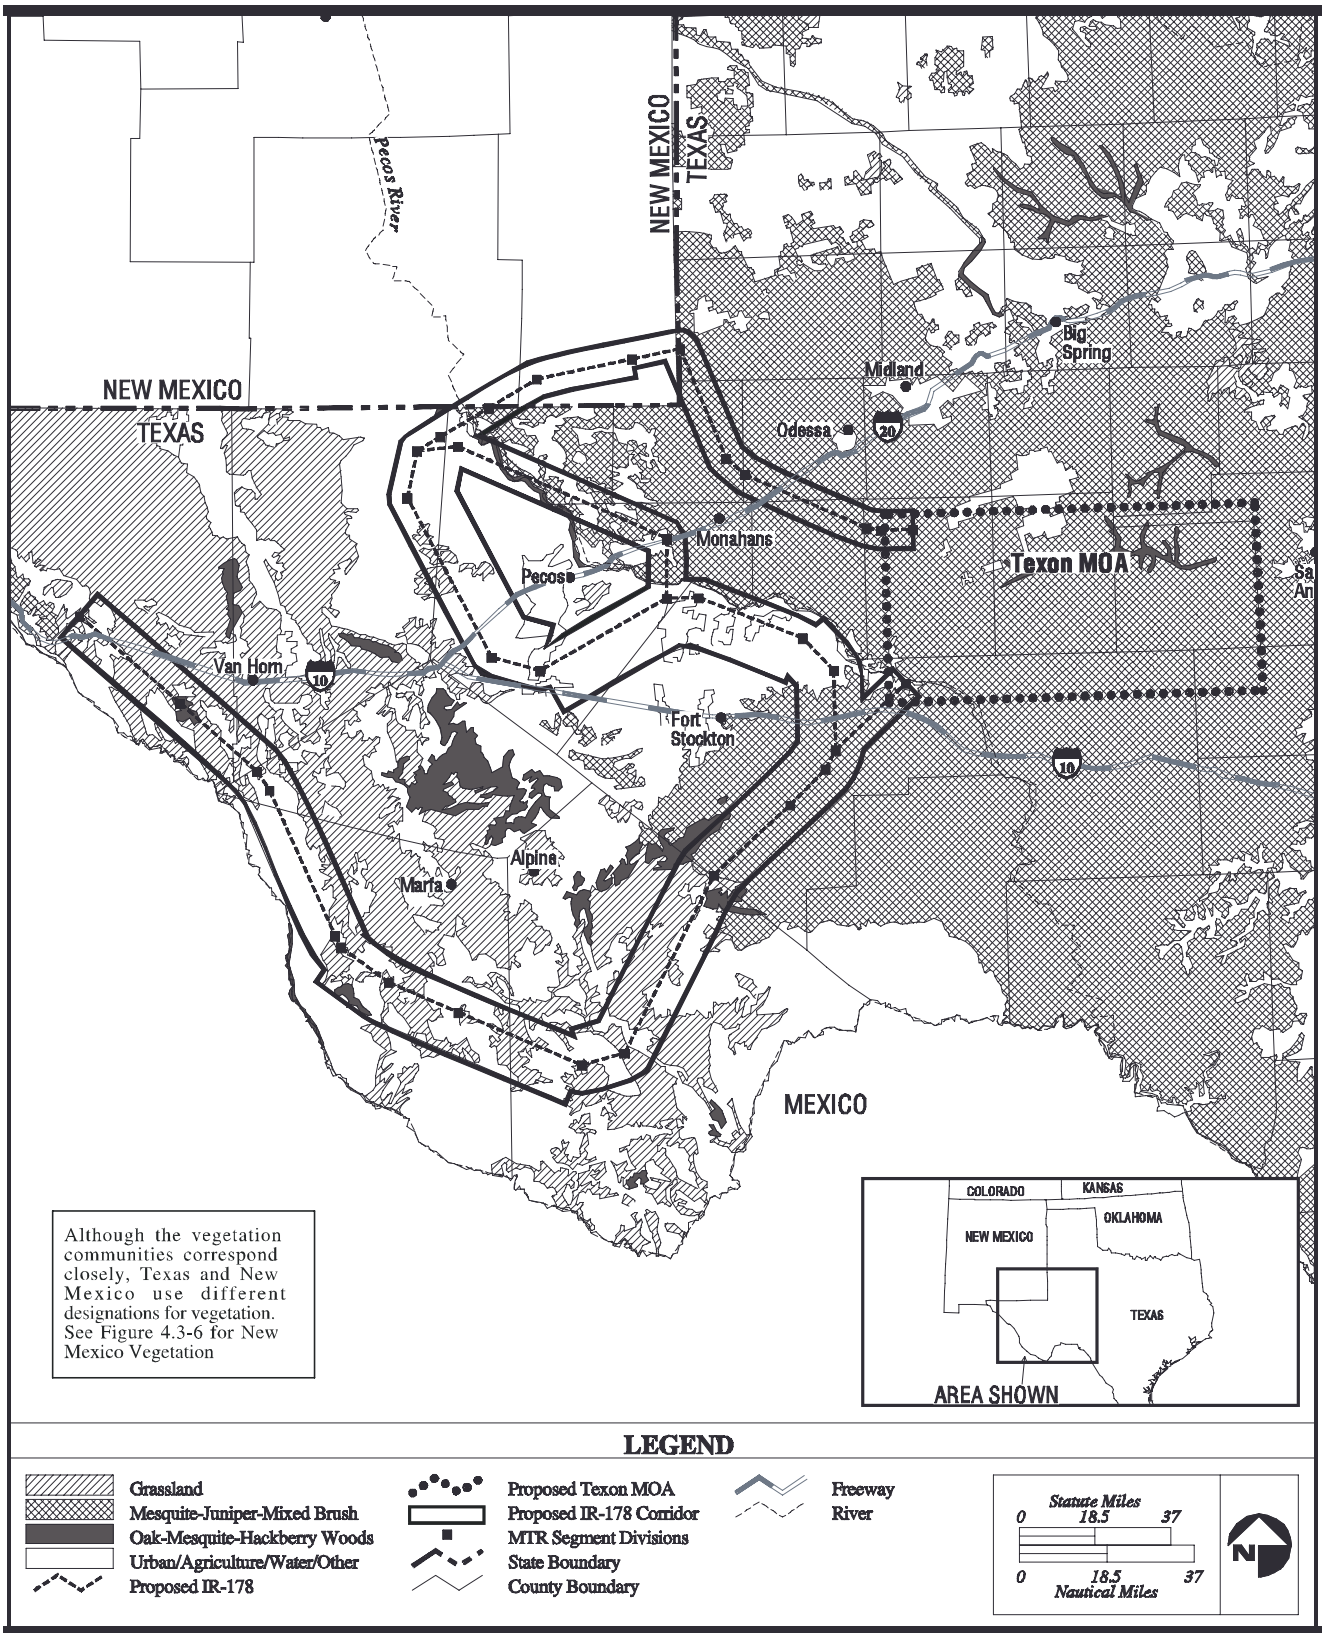 Pecos River
NEW MEXICO
TEXAS
Big
Spring
Midland
NEW MEXICO
TEXAS
Odessa
20
Monahans
Texon MOA
Pecos
Van Horn
10
Fort
Stockton
10
Alpine
Marfa
MEXICO
Although the vegetation
communities correspond
closely, Texas and New
Mexico use different
designations for vegetation.
See Figure 4.3-6 for New
Mexico Vegetation
COLORADO
KANSAS
OKLAHOMA
NEW MEXICO
TEXAS
AREA SHOWN
LEGEND
Grassland
Mesquite-Juniper-Mixed Brush
Oak-Mesquite-Hackberry Woods
Urban/Agriculture/Water/Other
Proposed IR-178
Proposed Texon MOA
Proposed IR-178 Corridor
MTR Segment Divisions
State Boundary
County Boundary
Freeway
River
Statute Miles
0 18.5 37
0 18.5 37
Nautical Miles
N